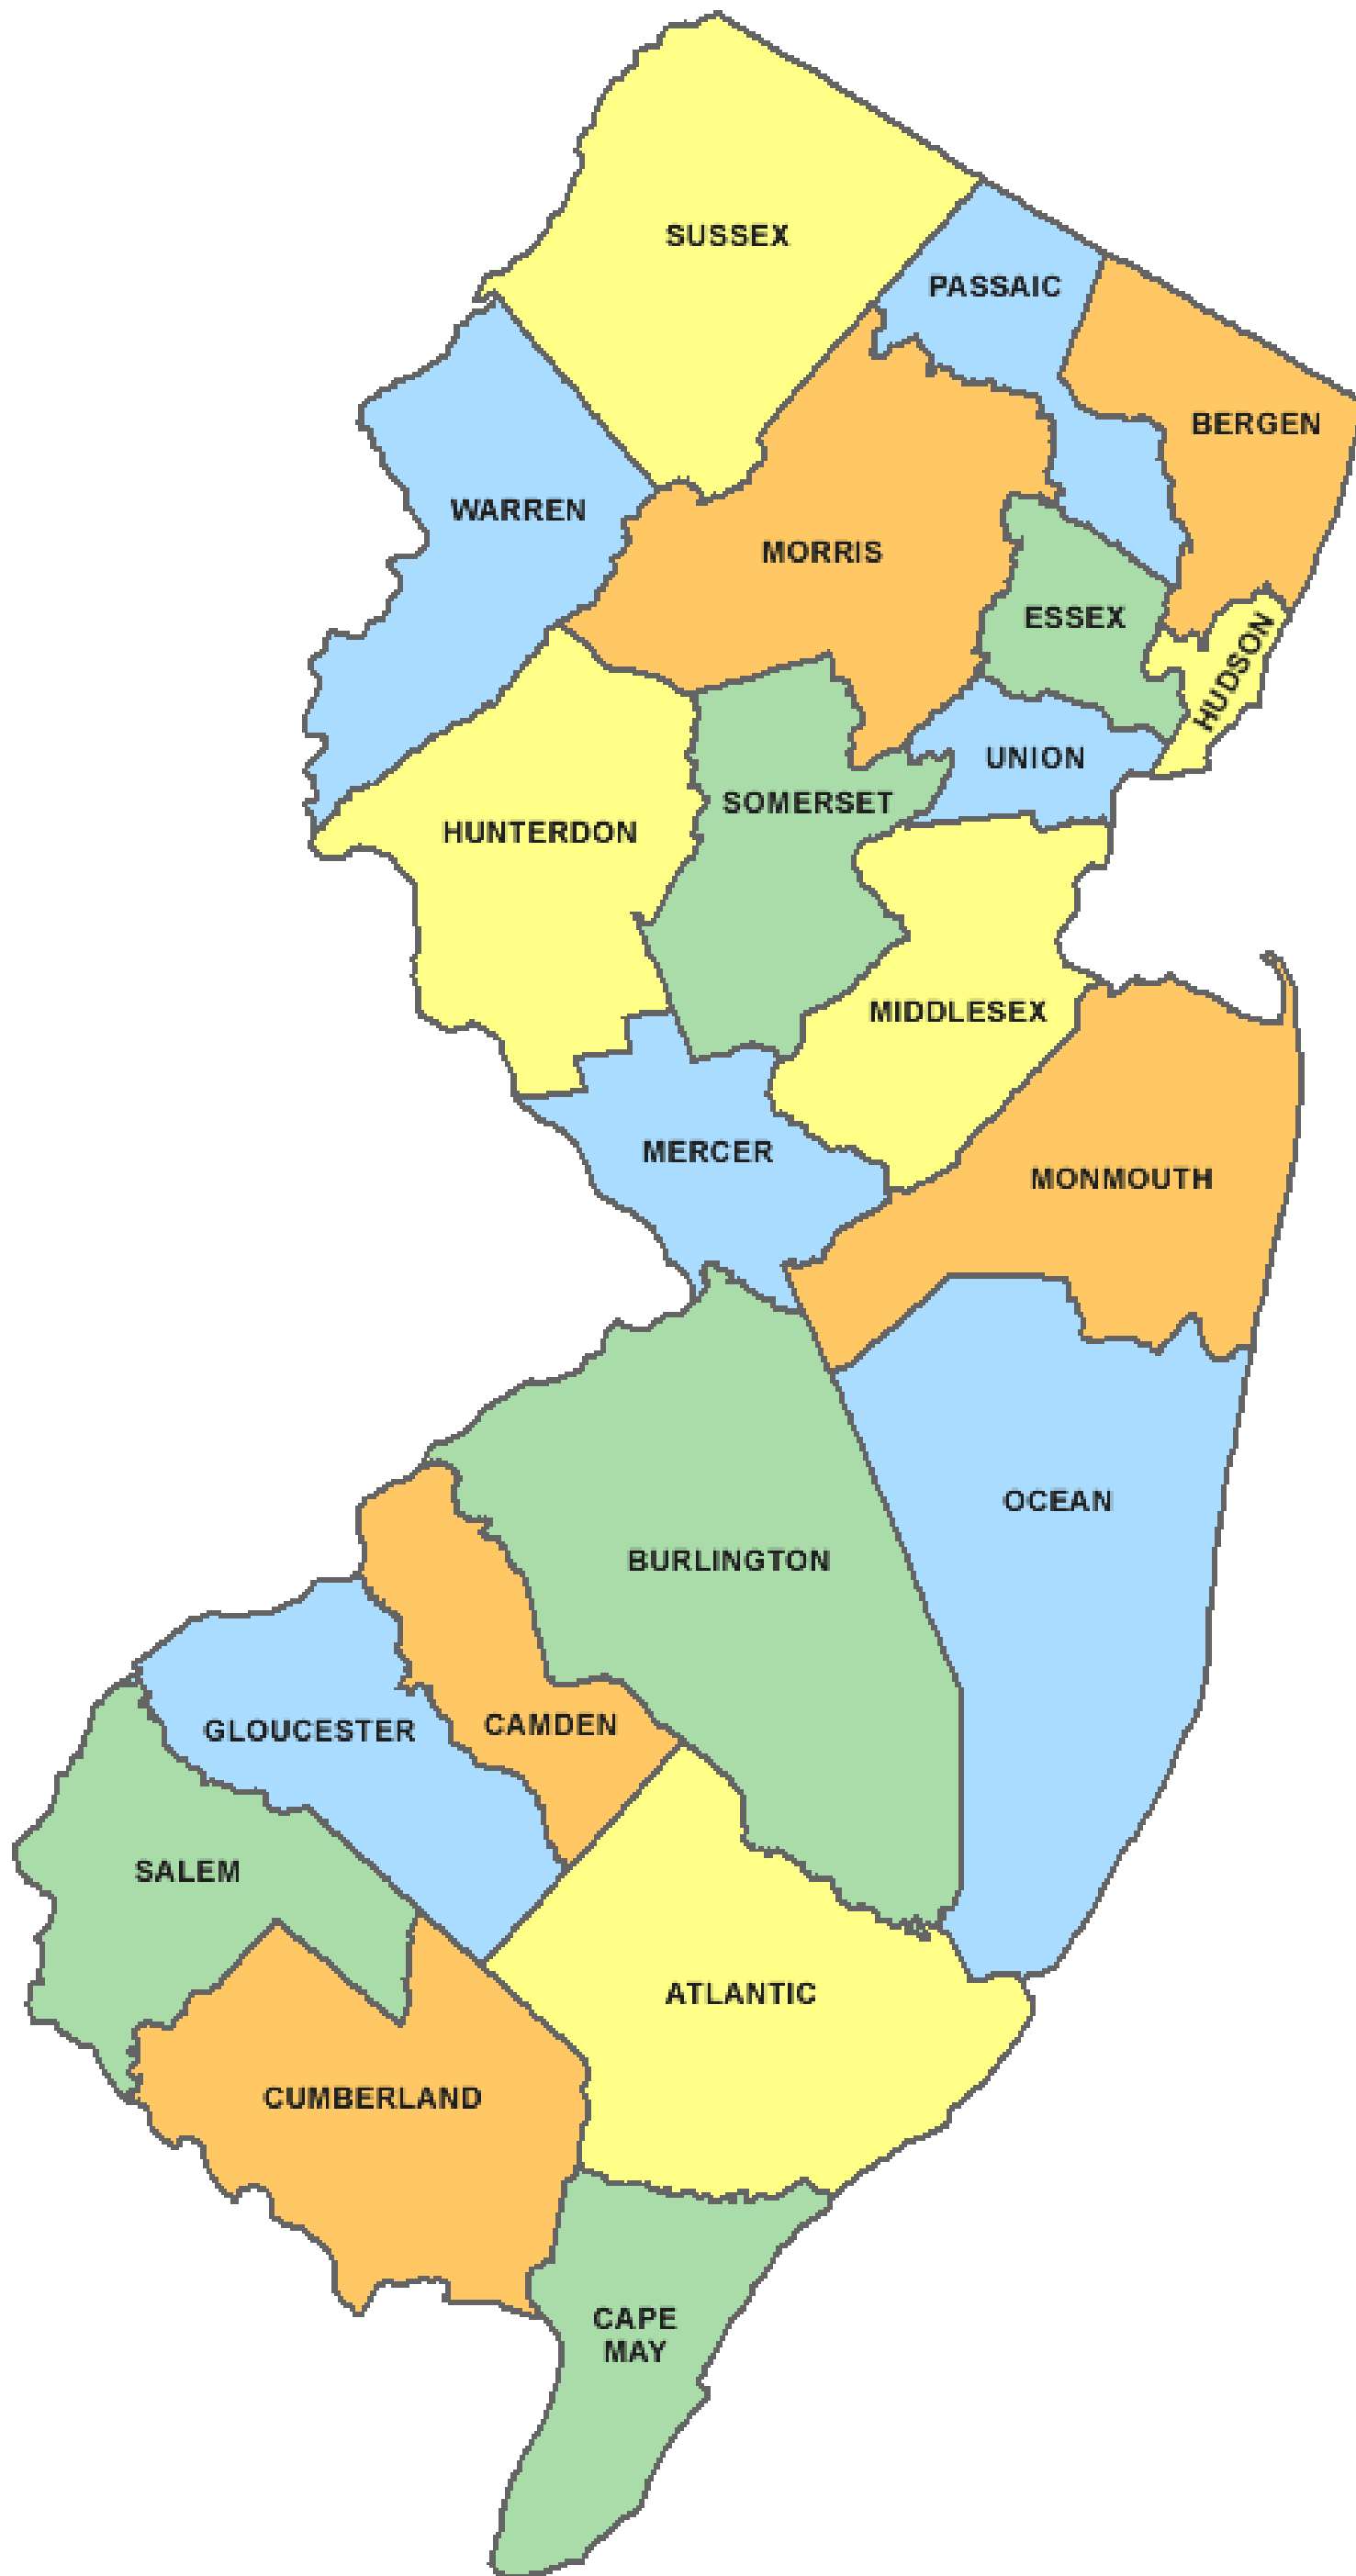 SUSSEX
PASSAIC
BERGEN
WARREN
MORRIS
ESSEX
HUDSON
UNION
SOMERSET
HUNTERDON
MIDDLESEX
MERCER
MONMOUTH
OCEAN
BURLINGTON
CAMDEN
GLOUCESTER
SALEM
ATLANTIC
CUMBERLAND
CAPE
MAY